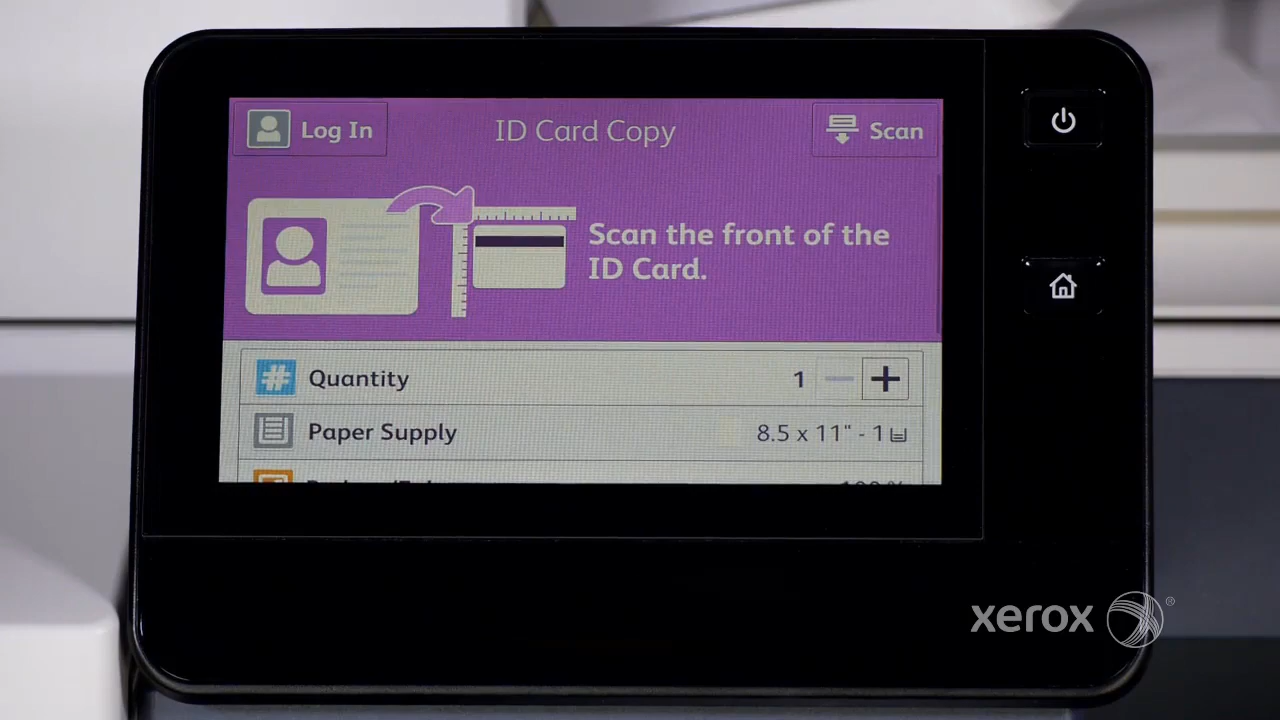 Log In
ID Card Copy
Scan
Scan the front of the
ID Card.
# Quantity 1 − +
Paper Supply 8.5 x 11" - 1
xerox ®